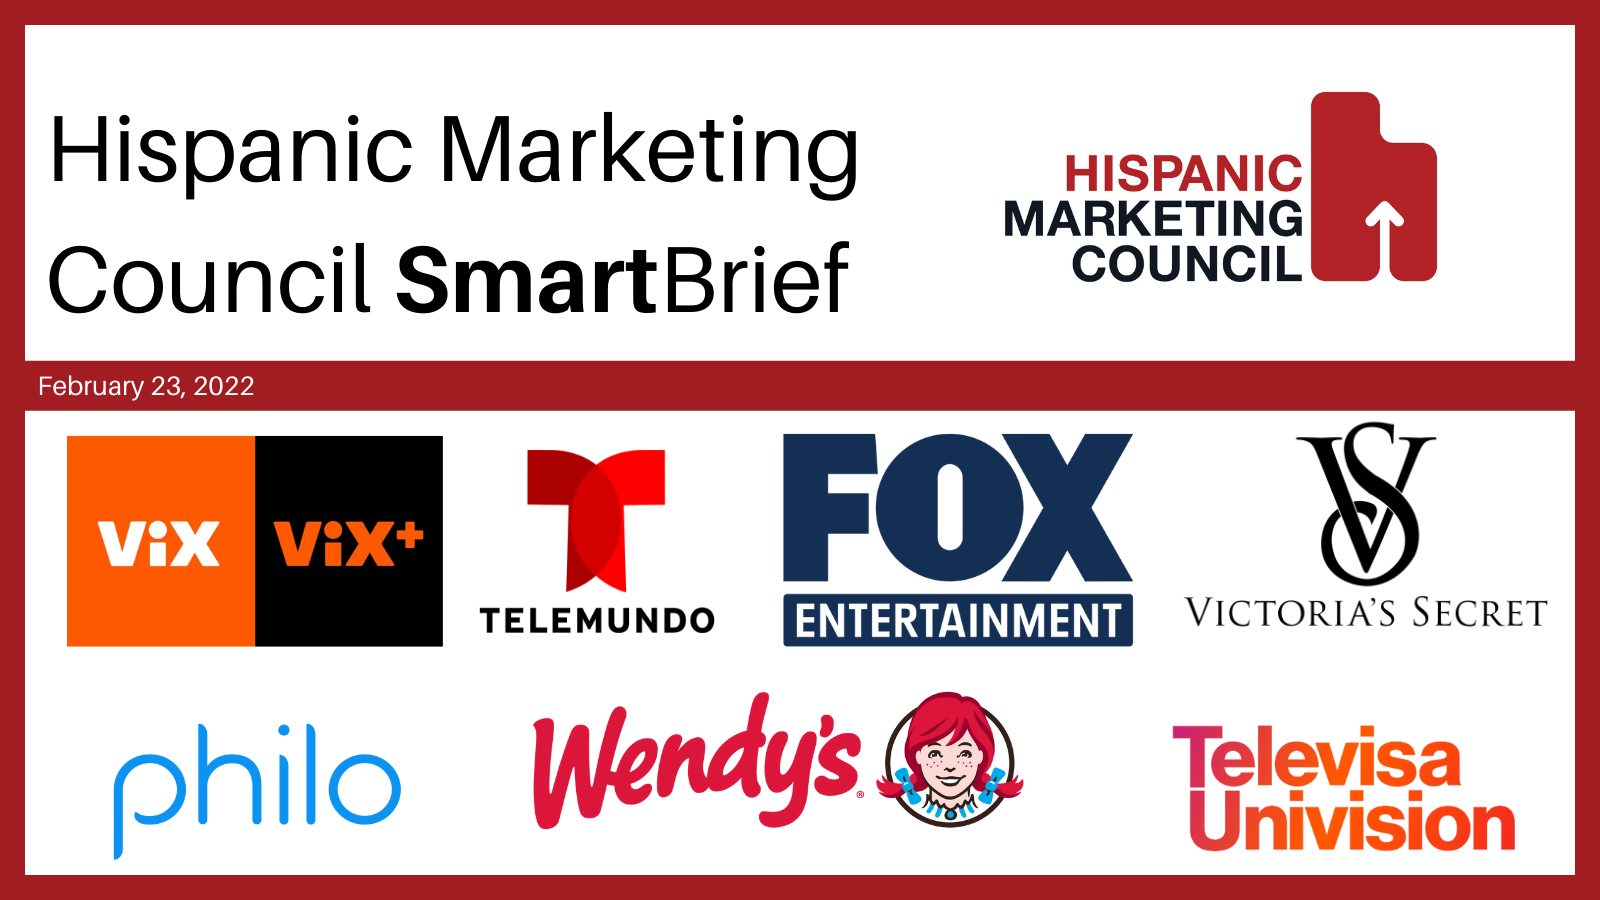 Hispanic Marketing
Council SmartBrief
HISPANIC
MARKETING
COUNCIL
February 23, 2022
ViX
ViX+
TELEMUNDO
FOX
ENTERTAINMENT
VS
VICTORIA'S SECRET
philo
Wendy's®
Televisa
Univision